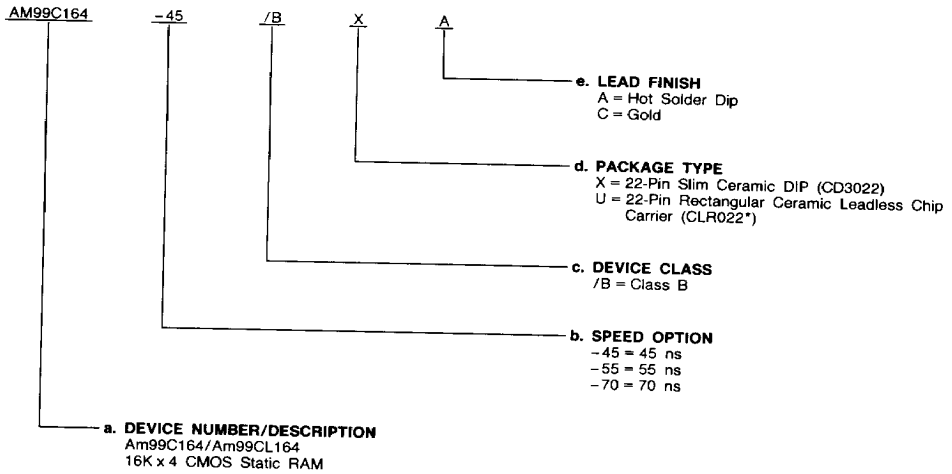 AM99C164 -45 /B X A
e. LEAD FINISH
A = Hot Solder Dip
C = Gold
d. PACKAGE TYPE
X = 22-Pin Slim Ceramic DIP (CD3022)
U = 22-Pin Rectangular Ceramic Leadless Chip
Carrier (CLR022*)
c. DEVICE CLASS
/B = Class B
b. SPEED OPTION
-45 = 45 ns
-55 = 55 ns
-70 = 70 ns
a. DEVICE NUMBER/DESCRIPTION
Am99C164/Am99CL164
16K x 4 CMOS Static RAM